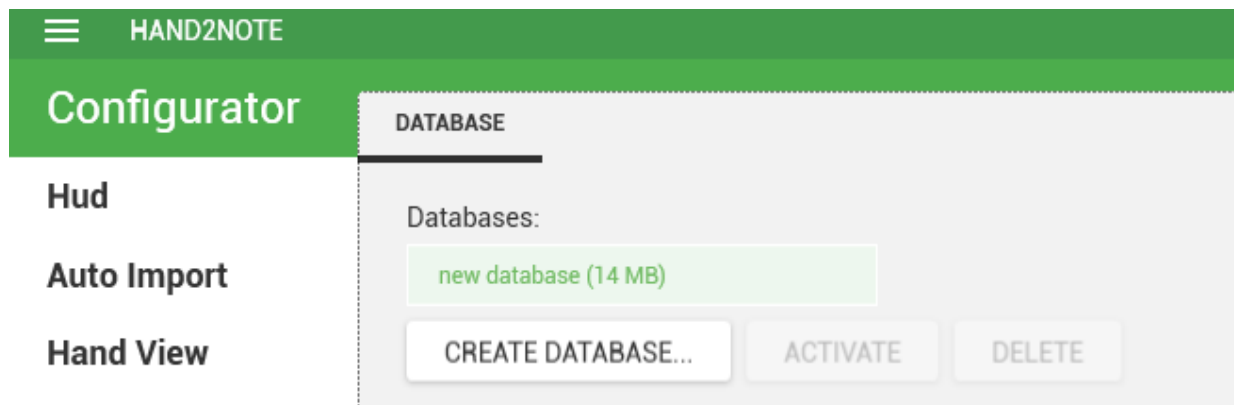 HAND2NOTE
Configurator
DATABASE
Hud
Databases:
new database (14 MB)
Auto Import
Hand View
CREATE DATABASE...
ACTIVATE
DELETE